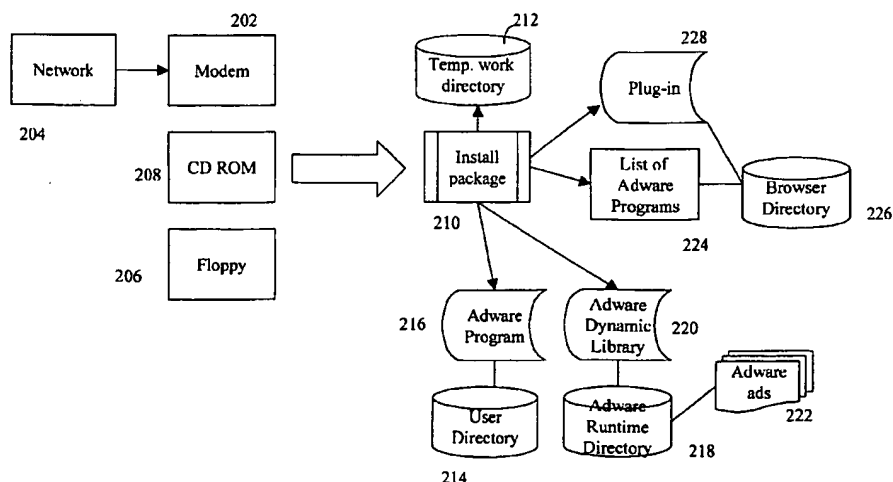 202
Network
Modem
204
208
CD ROM
206
Floppy
212
Temp. work
directory
Install
package
210
228
Plug-in
List of
Adware
Programs
224
Browser
Directory
226
216
Adware
Program
Adware
Dynamic
Library
220
User
Directory
214
Adware
Runtime
Directory
218
Adware
ads
222